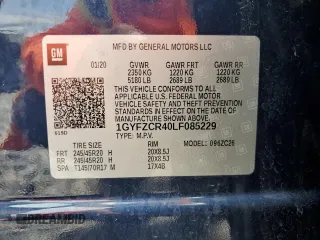 GM
MFD BY GENERAL MOTORS LLC
01/20 GVWR GAWR FRT GAWR RR
2350 KG 1220 KG 1220 KG
5180 LB 2689 LB 2689 LB
THIS VEHICLE CONFORMS TO ALL
APPLICABLE U.S. FEDERAL MOTOR
VEHICLE SAFETY AND THEFT PREVENTION
STANDARDS IN EFFECT ON THE DATE OF
MANUFACTURE SHOWN ABOVE.
1GYFZCR40LF085229
TYPE: M.P.V.
TIRE SIZE RIM MODEL: 096ZC26
FRT 245/45R20 H 20X8.5J
RR 245/45R20 H 20X8.5J
SPA T145/70R17 M 17X4B